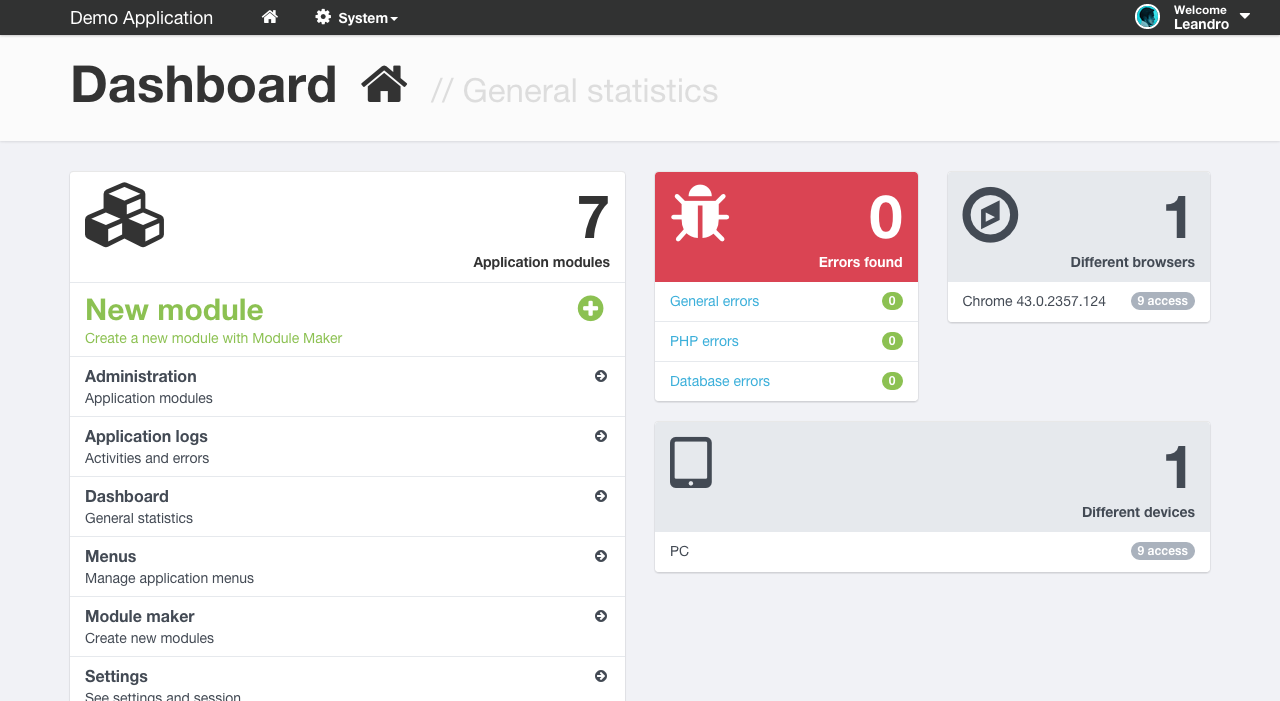 Demo Application
System
Welcome
Leandro
Dashboard // General statistics
7
Application modules
New module
Create a new module with Module Maker
Administration
Application modules
Application logs
Activities and errors
Dashboard
General statistics
Menus
Manage application menus
Module maker
Create new modules
Settings
See settings and session
0
Errors found
General errors 0
PHP errors 0
Database errors 0
1
Different browsers
Chrome 43.0.2357.124 9 access
1
Different devices
PC 9 access